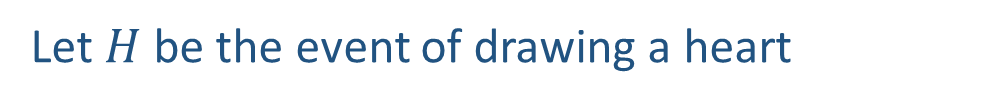 Let H be the event of drawing a heart